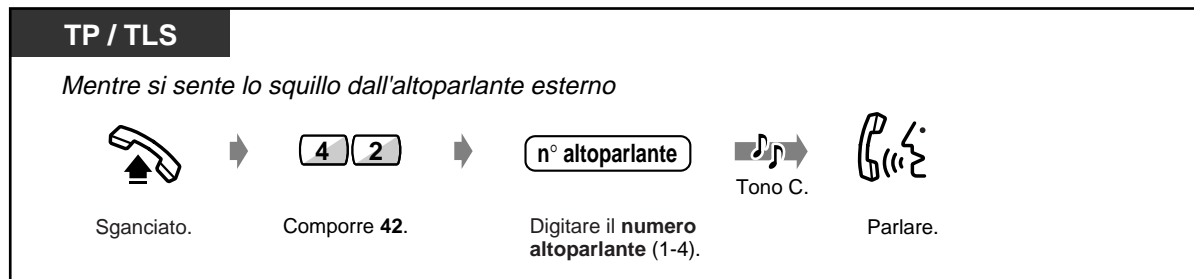 TP / TLS
Mentre si sente lo squillo dall'altoparlante esterno
4 2
n° altoparlante
Tono C.
Sganciato.
Comporre 42.
Digitare il numero
altoparlante (1-4).
Parlare.